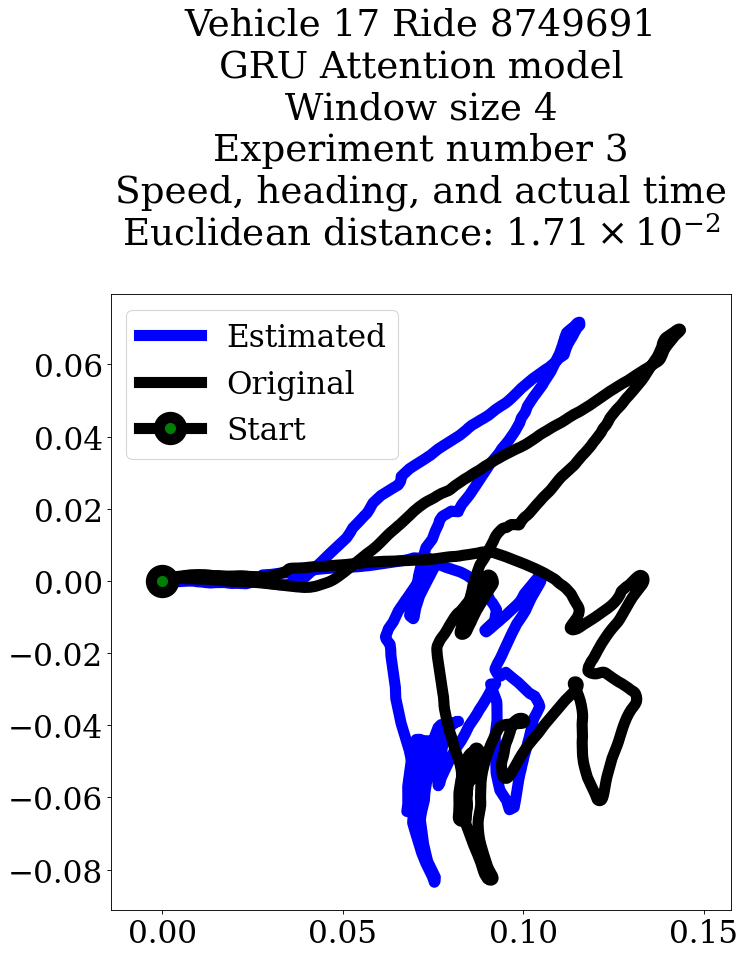 Vehicle 17 Ride 8749691
GRU Attention model
Window size 4
Experiment number 3
Speed, heading, and actual time
Euclidean distance: 1.71 × 10⁻²
Estimated
Original
Start
0.06
0.04
0.02
0.00
−0.02
−0.04
−0.06
−0.08
0.00 0.05 0.10 0.15